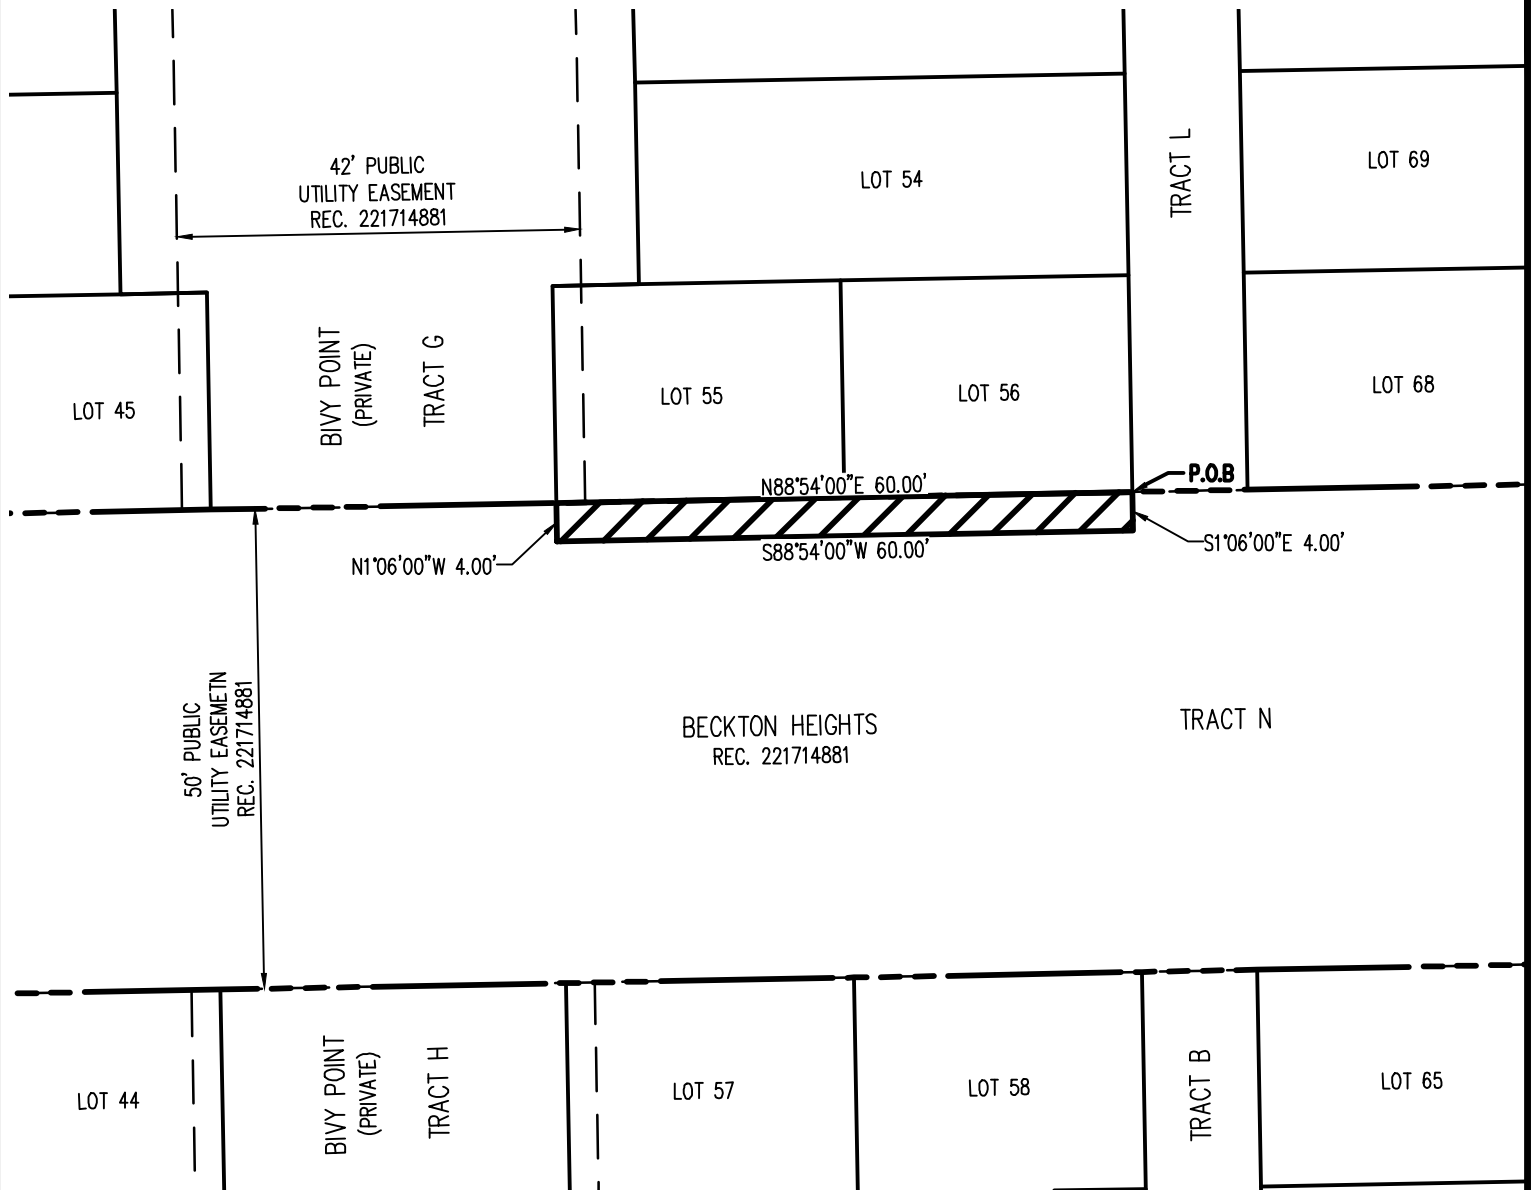 42' PUBLIC
UTILITY EASEMENT
REC. 221714881
LOT 54
TRACT L
LOT 69
BIVY POINT
(PRIVATE)
TRACT G
LOT 45
LOT 55
LOT 56
LOT 68
P.O.B
N88°54'00"E 60.00'
S88°54'00"W 60.00'
N1°06'00"W 4.00'
S1°06'00"E 4.00'
50' PUBLIC
UTILITY EASEMETN
REC. 221714881
BECKTON HEIGHTS
REC. 221714881
TRACT N
LOT 44
BIVY POINT
(PRIVATE)
TRACT H
LOT 57
LOT 58
TRACT B
LOT 65